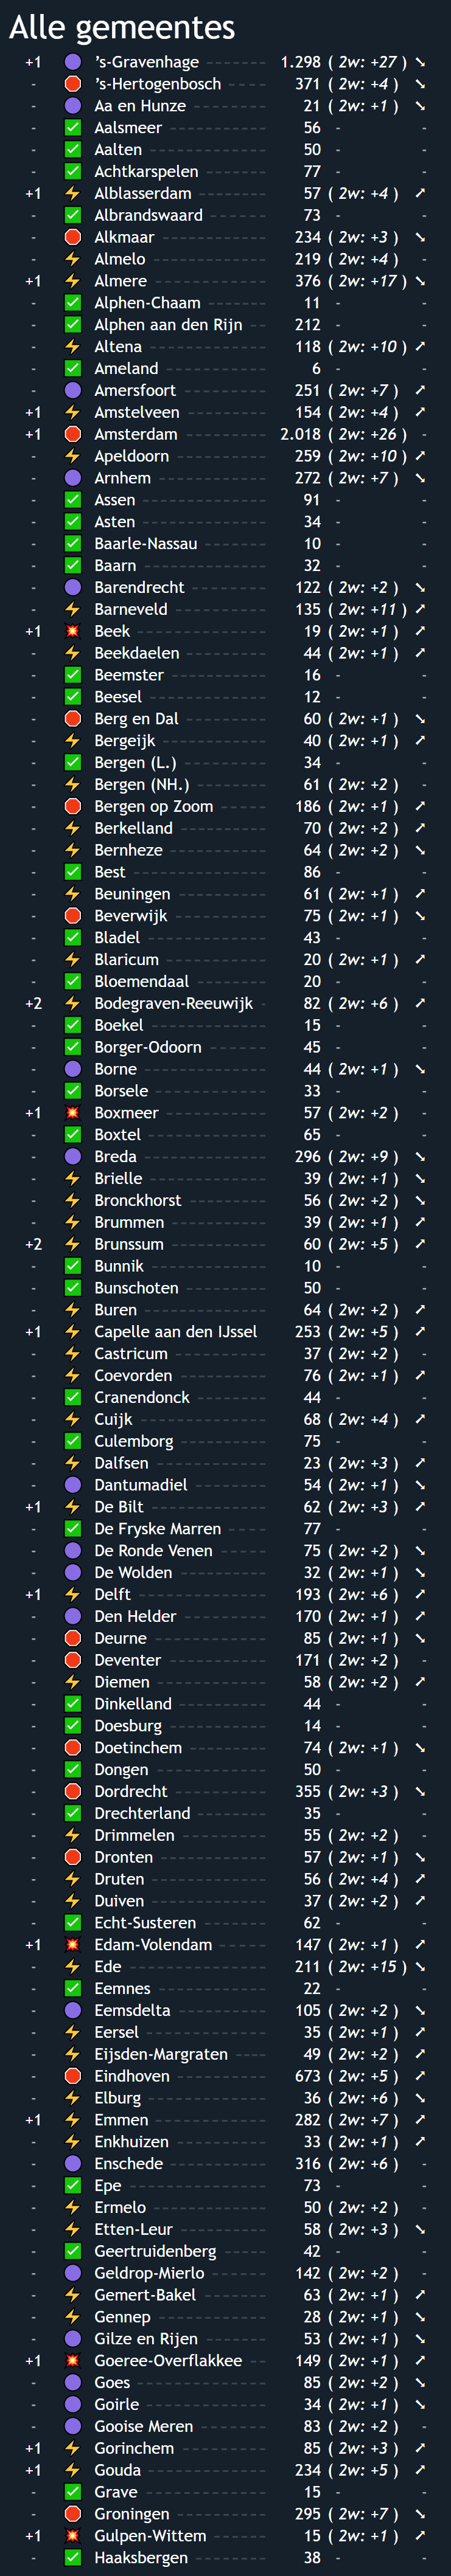 Alle gemeentes
+1 's-Gravenhage 1.298 ( 2w: +27 ) ➘
- 's-Hertogenbosch 371 ( 2w: +4 ) ➘
- Aa en Hunze 21 ( 2w: +1 ) ➘
- Aalsmeer 56 - -
- Aalten 50 - -
- Achtkarspelen 77 - -
+1 Alblasserdam 57 ( 2w: +4 ) ➚
- Albrandswaard 73 - -
- Alkmaar 234 ( 2w: +3 ) ➘
- Almelo 219 ( 2w: +4 ) -
+1 Almere 376 ( 2w: +17 ) ➘
- Alphen-Chaam 11 - -
- Alphen aan den Rijn 212 - -
- Altena 118 ( 2w: +10 ) ➚
- Ameland 6 - -
- Amersfoort 251 ( 2w: +7 ) ➚
+1 Amstelveen 154 ( 2w: +4 ) ➚
+1 Amsterdam 2.018 ( 2w: +26 ) -
- Apeldoorn 259 ( 2w: +10 ) ➚
- Arnhem 272 ( 2w: +7 ) ➘
- Assen 91 - -
- Asten 34 - -
- Baarle-Nassau 10 - -
- Baarn 32 - -
- Barendrecht 122 ( 2w: +2 ) ➘
- Barneveld 135 ( 2w: +11 ) ➚
+1 Beek 19 ( 2w: +1 ) ➚
- Beekdaelen 44 ( 2w: +1 ) ➚
- Beemster 16 - -
- Beesel 12 - -
- Berg en Dal 60 ( 2w: +1 ) ➘
- Bergeijk 40 ( 2w: +1 ) ➚
- Bergen (L.) 34 - -
- Bergen (NH.) 61 ( 2w: +2 ) -
- Bergen op Zoom 186 ( 2w: +1 ) ➚
- Berkelland 70 ( 2w: +2 ) ➚
- Bernheze 64 ( 2w: +2 ) ➘
- Best 86 - -
- Beuningen 61 ( 2w: +1 ) ➚
- Beverwijk 75 ( 2w: +1 ) ➘
- Bladel 43 - -
- Blaricum 20 ( 2w: +1 ) ➚
- Bloemendaal 20 - -
+2 Bodegraven-Reeuwijk 82 ( 2w: +6 ) ➚
- Boekel 15 - -
- Borger-Odoorn 45 - -
- Borne 44 ( 2w: +1 ) ➘
- Borsele 33 - -
+1 Boxmeer 57 ( 2w: +2 ) -
- Boxtel 65 - -
- Breda 296 ( 2w: +9 ) ➘
- Brielle 39 ( 2w: +1 ) ➘
- Bronckhorst 56 ( 2w: +2 ) ➘
- Brummen 39 ( 2w: +1 ) ➚
+2 Brunssum 60 ( 2w: +5 ) ➚
- Bunnik 10 - -
- Bunschoten 50 - -
- Buren 64 ( 2w: +2 ) ➚
+1 Capelle aan den IJssel 253 ( 2w: +5 ) ➚
- Castricum 37 ( 2w: +2 ) -
- Coevorden 76 ( 2w: +1 ) ➚
- Cranendonck 44 - -
- Cuijk 68 ( 2w: +4 ) ➚
- Culemborg 75 - -
- Dalfsen 23 ( 2w: +3 ) ➚
- Dantumadiel 54 ( 2w: +1 ) ➘
+1 De Bilt 62 ( 2w: +3 ) ➚
- De Fryske Marren 77 - -
- De Ronde Venen 75 ( 2w: +2 ) ➘
- De Wolden 32 ( 2w: +1 ) ➘
+1 Delft 193 ( 2w: +6 ) ➚
- Den Helder 170 ( 2w: +1 ) ➚
- Deurne 85 ( 2w: +1 ) ➘
- Deventer 171 ( 2w: +2 ) -
- Diemen 58 ( 2w: +2 ) ➚
- Dinkelland 44 - -
- Doesburg 14 - -
- Doetinchem 74 ( 2w: +1 ) ➘
- Dongen 50 - -
- Dordrecht 355 ( 2w: +3 ) ➘
- Drechterland 35 - -
- Drimmelen 55 ( 2w: +2 ) -
- Dronten 57 ( 2w: +1 ) ➘
- Druten 56 ( 2w: +4 ) ➚
- Duiven 37 ( 2w: +2 ) ➚
- Echt-Susteren 62 - -
+1 Edam-Volendam 147 ( 2w: +1 ) ➚
- Ede 211 ( 2w: +15 ) ➘
- Eemnes 22 - -
- Eemsdelta 105 ( 2w: +2 ) ➘
- Eersel 35 ( 2w: +1 ) ➚
- Eijsden-Margraten 49 ( 2w: +2 ) ➚
- Eindhoven 673 ( 2w: +5 ) ➚
- Elburg 36 ( 2w: +6 ) ➘
+1 Emmen 282 ( 2w: +7 ) ➚
- Enkhuizen 33 ( 2w: +1 ) ➚
- Enschede 316 ( 2w: +6 ) -
- Epe 73 - -
- Ermelo 50 ( 2w: +2 ) -
- Etten-Leur 58 ( 2w: +3 ) ➘
- Geertruidenberg 42 - -
- Geldrop-Mierlo 142 ( 2w: +2 ) -
- Gemert-Bakel 63 ( 2w: +1 ) ➚
- Gennep 28 ( 2w: +1 ) ➘
- Gilze en Rijen 53 ( 2w: +1 ) ➘
+1 Goeree-Overflakkee 149 ( 2w: +1 ) ➚
- Goes 85 ( 2w: +2 ) ➘
- Goirle 34 ( 2w: +1 ) ➘
- Gooise Meren 83 ( 2w: +2 ) -
+1 Gorinchem 85 ( 2w: +3 ) ➚
+1 Gouda 234 ( 2w: +5 ) ➚
- Grave 15 - -
- Groningen 295 ( 2w: +7 ) ➘
+1 Gulpen-Wittem 15 ( 2w: +1 ) ➚
- Haaksbergen 38 - -